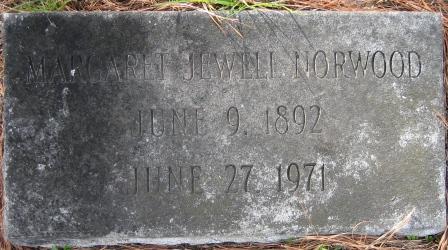 MARGARET JEWELL NORWOOD
JUNE 9, 1892
JUNE 27, 1971